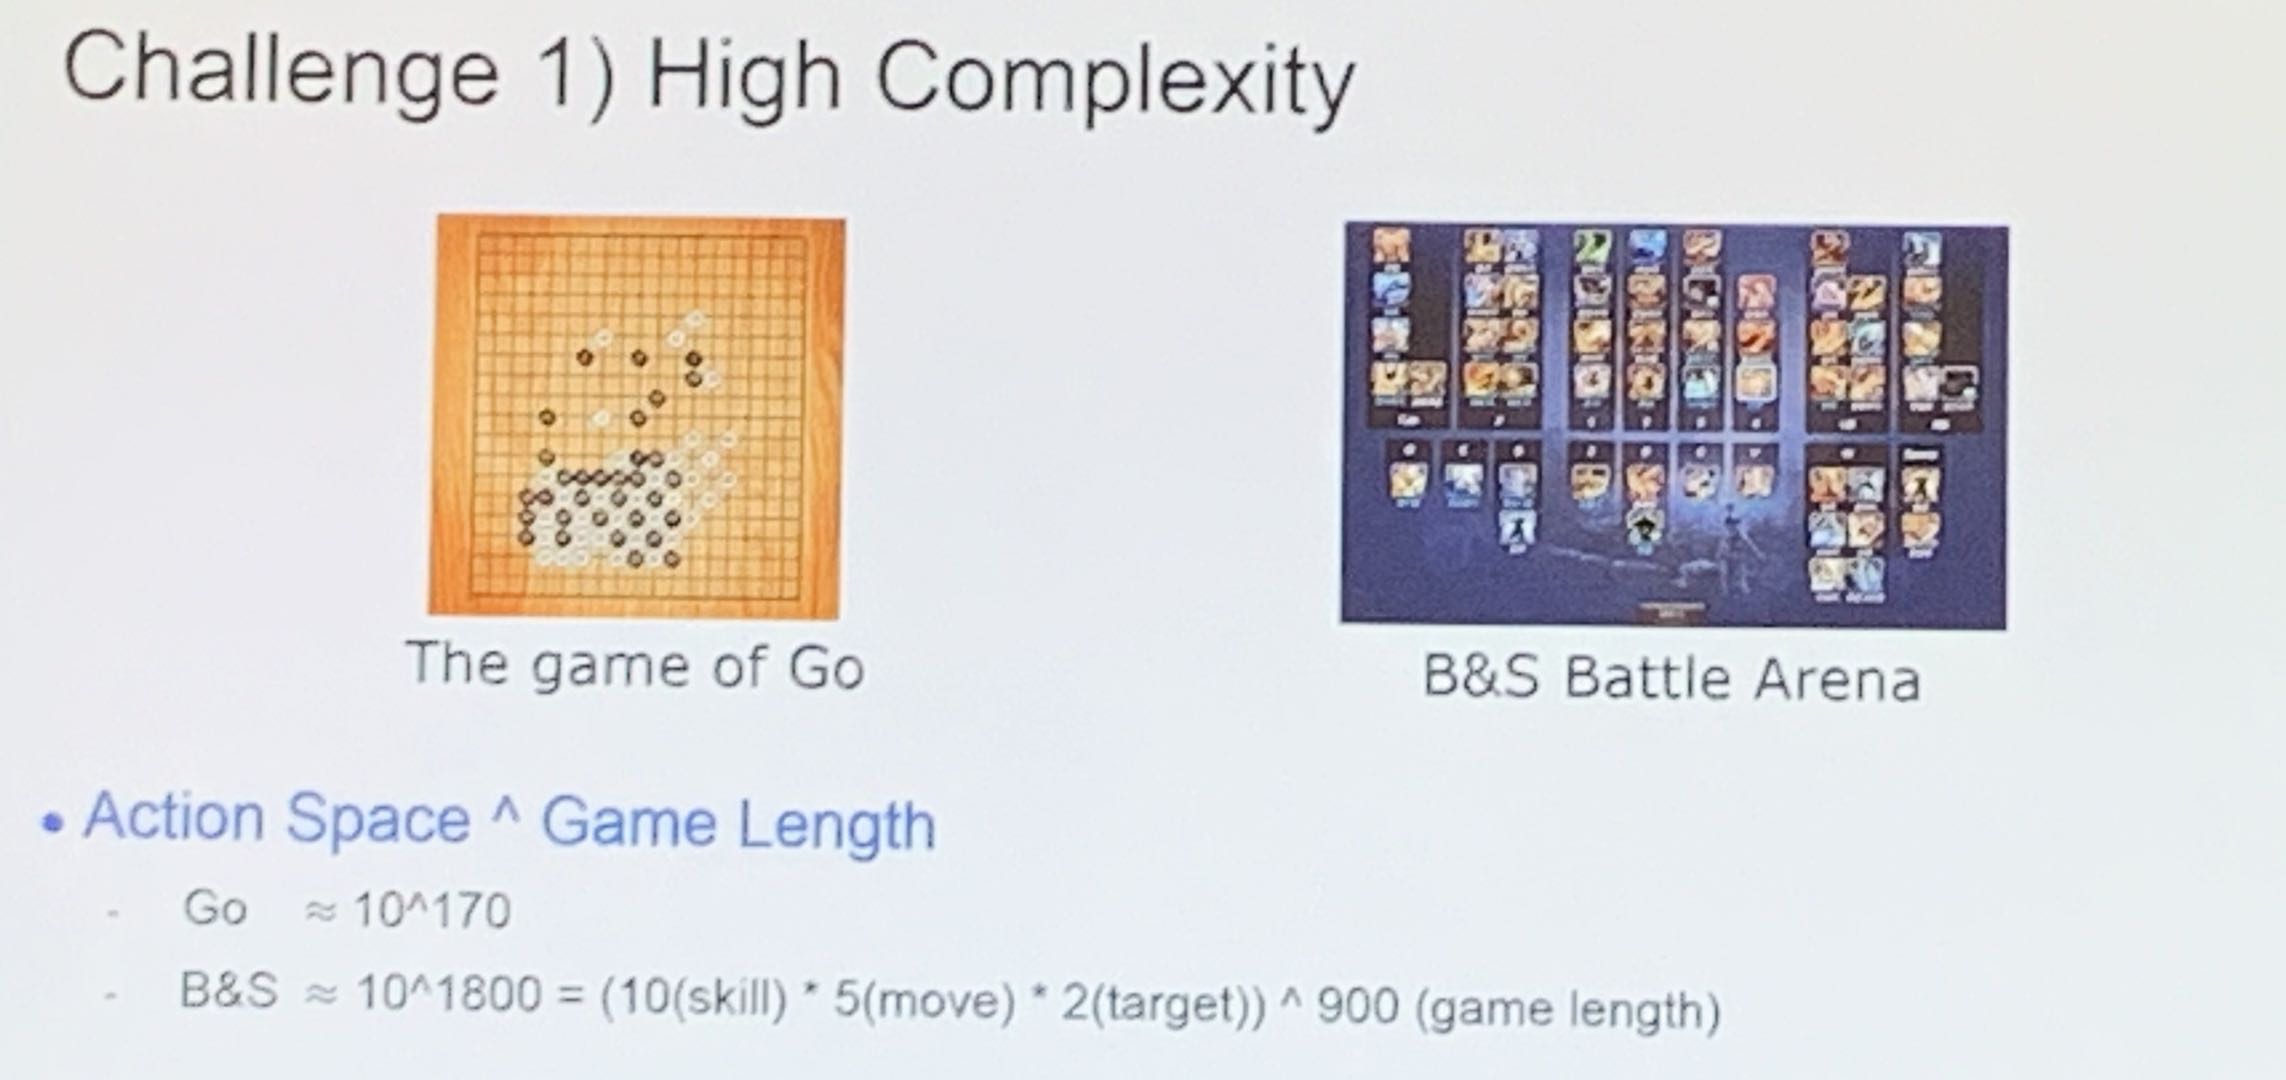 Challenge 1) High Complexity
The game of Go
B&S Battle Arena
• Action Space ^ Game Length
- Go ≈ 10^170
- B&S ≈ 10^1800 = (10(skill) * 5(move) * 2(target)) ^ 900 (game length)